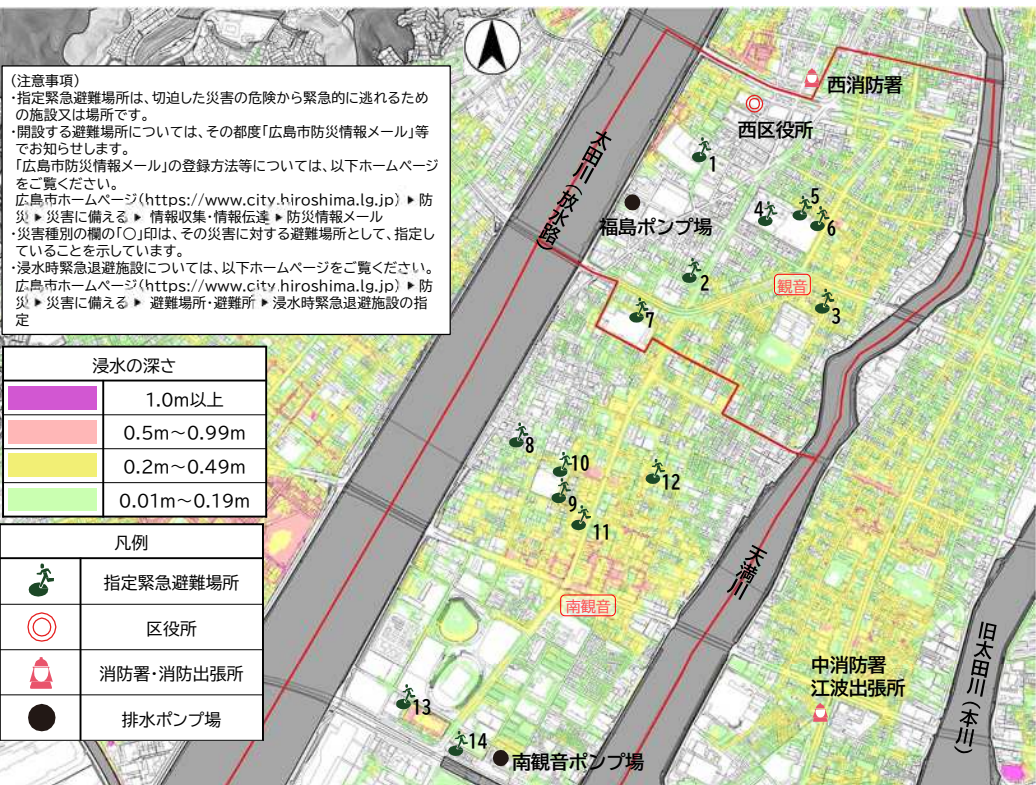 (注意事項)
・指定緊急避難場所は、切迫した災害の危険から緊急的に逃れるため
の施設又は場所です。
・開設する避難場所については、その都度「広島市防災情報メール」等
でお知らせします。
「広島市防災情報メール」の登録方法等については、以下ホームページ
をご覧ください。
広島市ホームページ(https://www.city.hiroshima.lg.jp)▶防
災▶災害に備える▶ 情報収集・情報伝達▶防災情報メール
・災害種別の欄の「○」印は、その災害に対する避難場所として、指定し
ていることを示しています。
・浸水時緊急退避施設については、以下ホームページをご覧ください。
広島市ホームページ(https://www.city.hiroshima.lg.jp)▶防
災▶災害に備える▶ 避難場所・避難所▶浸水時緊急退避施設の指
定
浸水の深さ
1.0m以上
0.5m～0.99m
0.2m～0.49m
0.01m～0.19m
凡例
指定緊急避難場所
区役所
消防署・消防出張所
排水ポンプ場
西消防署
西区役所
太田川(放水路)
1
福島ポンプ場
4
5
6
2
観音
3
7
8
10
9
12
11
天満川
南観音
旧太田川(本川)
中消防署
江波出張所
13
14
南観音ポンプ場